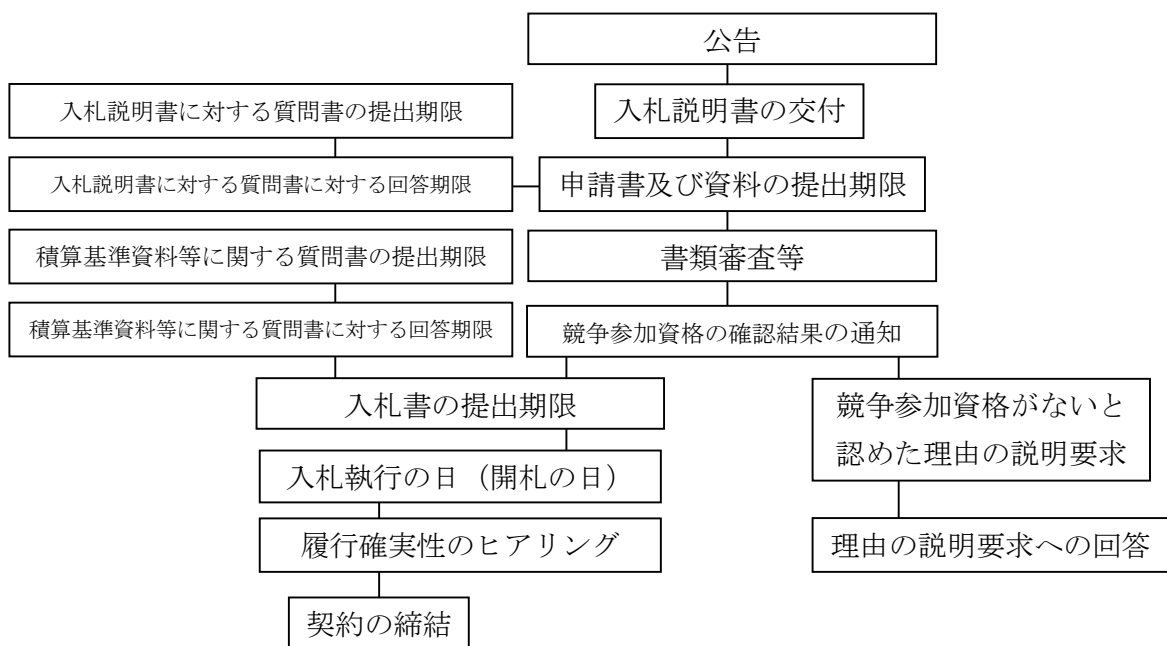 公告
入札説明書に対する質問書の提出期限
入札説明書の交付
入札説明書に対する質問書に対する回答期限
申請書及び資料の提出期限
積算基準資料等に関する質問書の提出期限
書類審査等
積算基準資料等に関する質問書に対する回答期限
競争参加資格の確認結果の通知
入札書の提出期限
競争参加資格がないと
認めた理由の説明要求
入札執行の日（開札の日）
履行確実性のヒアリング
理由の説明要求への回答
契約の締結